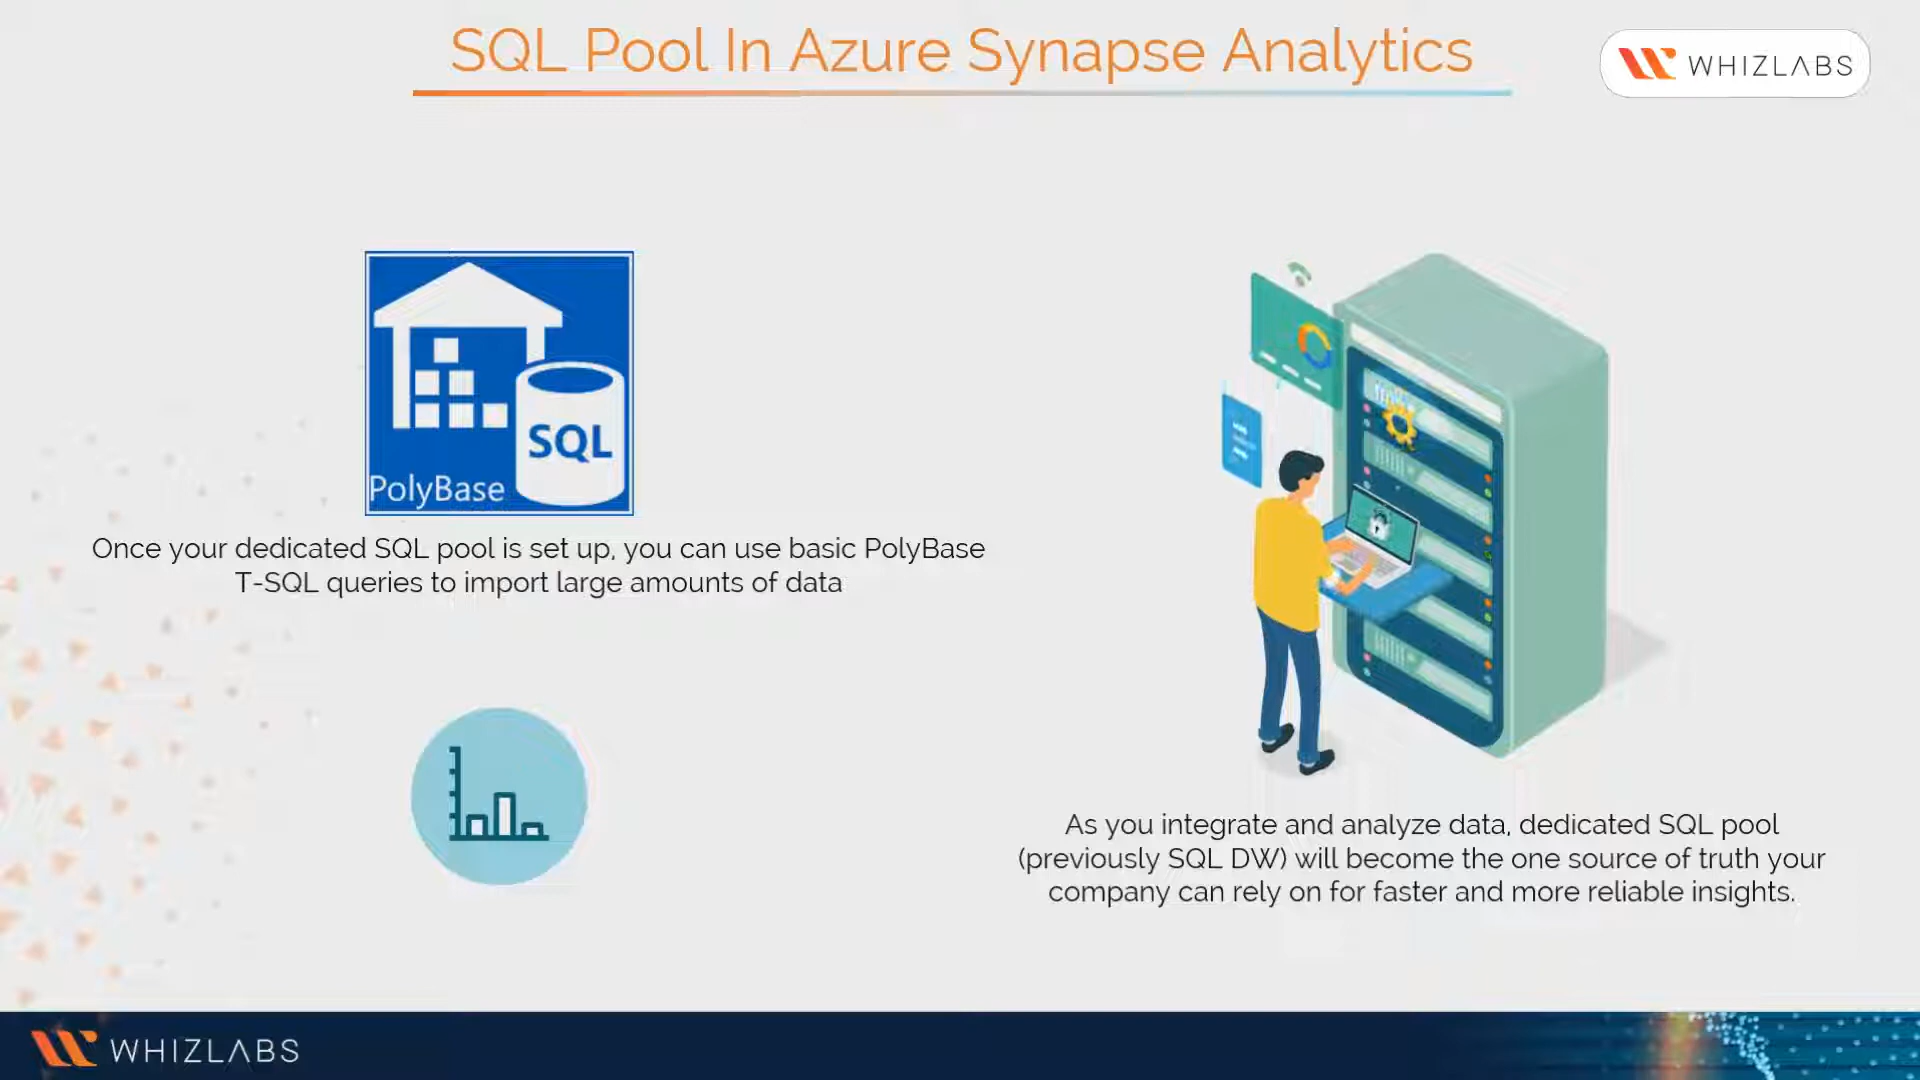 SQL Pool In Azure Synapse Analytics
WHIZLABS
SQL
PolyBase
Once your dedicated SQL pool is set up, you can use basic PolyBase
T-SQL queries to import large amounts of data
As you integrate and analyze data, dedicated SQL pool
(previously SQL DW) will become the one source of truth your
company can rely on for faster and more reliable insights.
WHIZLABS